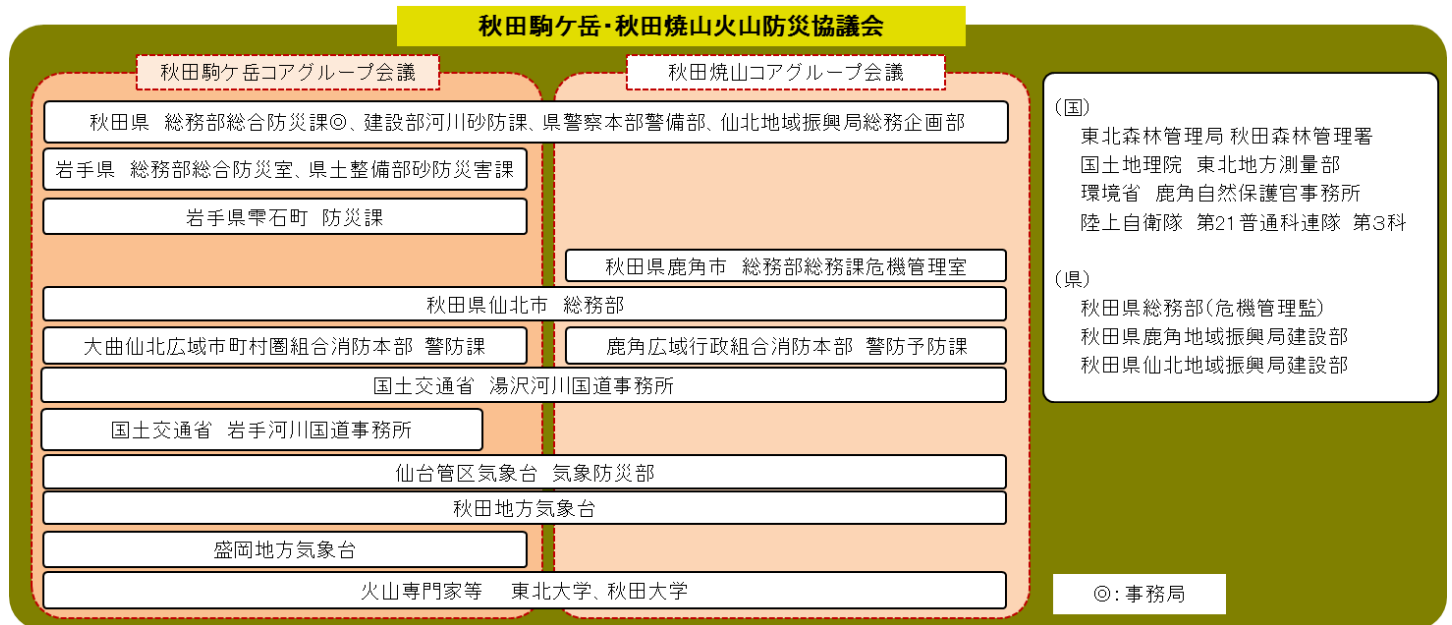 秋田駒ケ岳・秋田焼山火山防災協議会
秋田駒ケ岳コアグループ会議
秋田焼山コアグループ会議
秋田県 総務部総合防災課◎、建設部河川砂防課、県警察本部警備部、仙北地域振興局総務企画部
岩手県 総務部総合防災室、県土整備部砂防災害課
岩手県雫石町 防災課
秋田県鹿角市 総務部総務課危機管理室
秋田県仙北市 総務部
大曲仙北広域市町村圏組合消防本部 警防課
鹿角広域行政組合消防本部 警防予防課
国土交通省 湯沢河川国道事務所
国土交通省 岩手河川国道事務所
仙台管区気象台 気象防災部
秋田地方気象台
盛岡地方気象台
火山専門家等 東北大学、秋田大学
(国)
東北森林管理局 秋田森林管理署
国土地理院 東北地方測量部
環境省 鹿角自然保護官事務所
陸上自衛隊 第21普通科連隊 第3科
(県)
秋田県総務部(危機管理監)
秋田県鹿角地域振興局建設部
秋田県仙北地域振興局建設部
◎:事務局